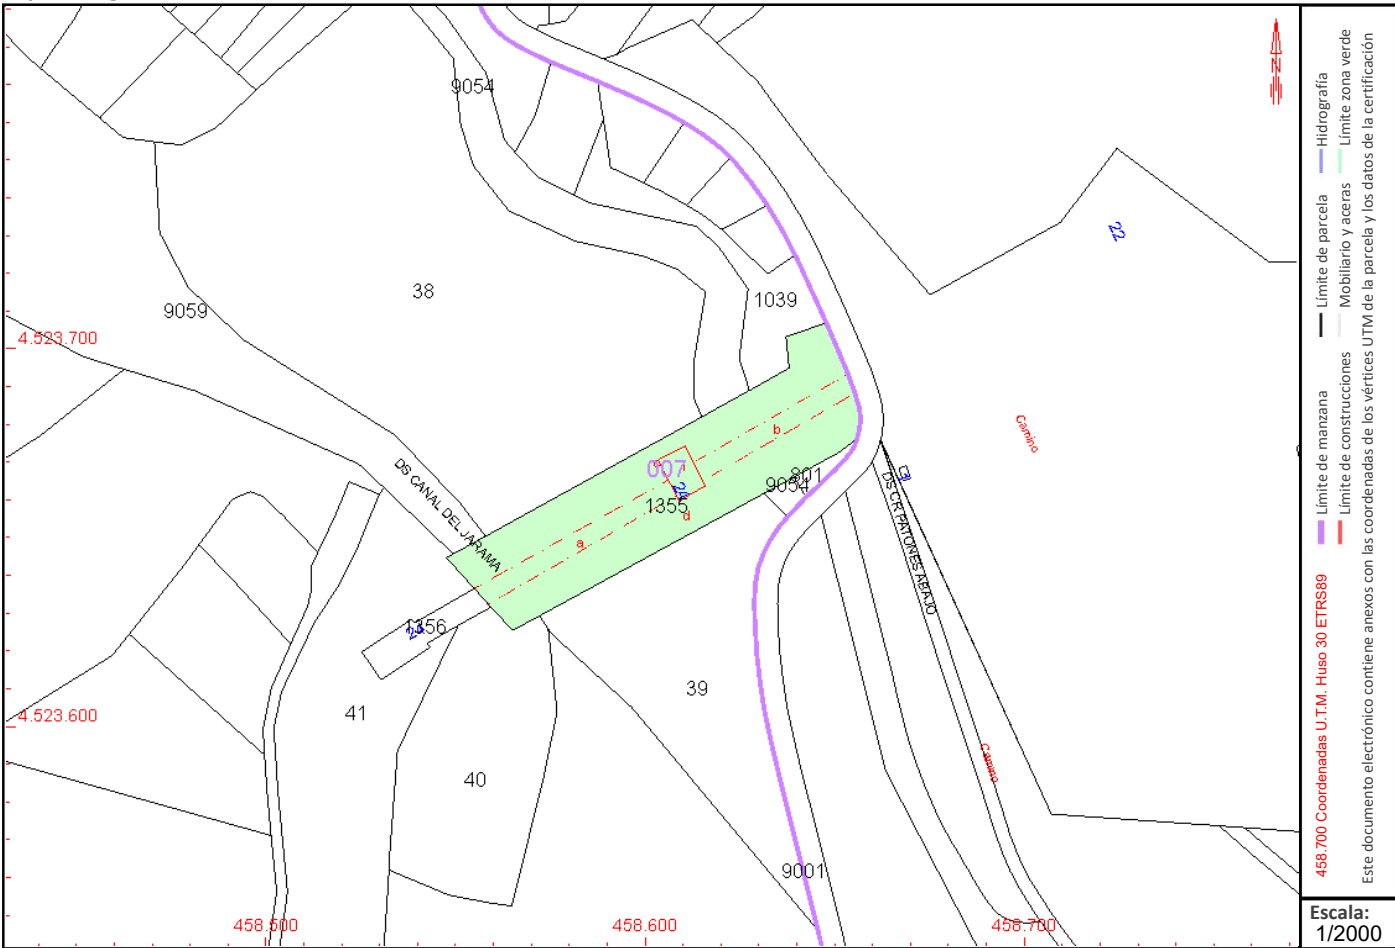 9054
22
38
1039
9059
4.523.700
Camino
b
DS CANAL DEL JARAMA
007
801
9054
3
24
1355
d
DS CR PATONES ABAJO
a
1356
24
39
41
4.523.600
Camino
40
9001
458.500
458.600
458.700
N
Hidrografía
Límite zona verde
Límite de parcela
Mobiliario y aceras
Límite de manzana
Límite de construcciones
458.700 Coordenadas U.T.M. Huso 30 ETRS89
Este documento electrónico contiene anexos con las coordenadas de los vértices UTM de la parcela y los datos de la certificación
Escala:
1/2000